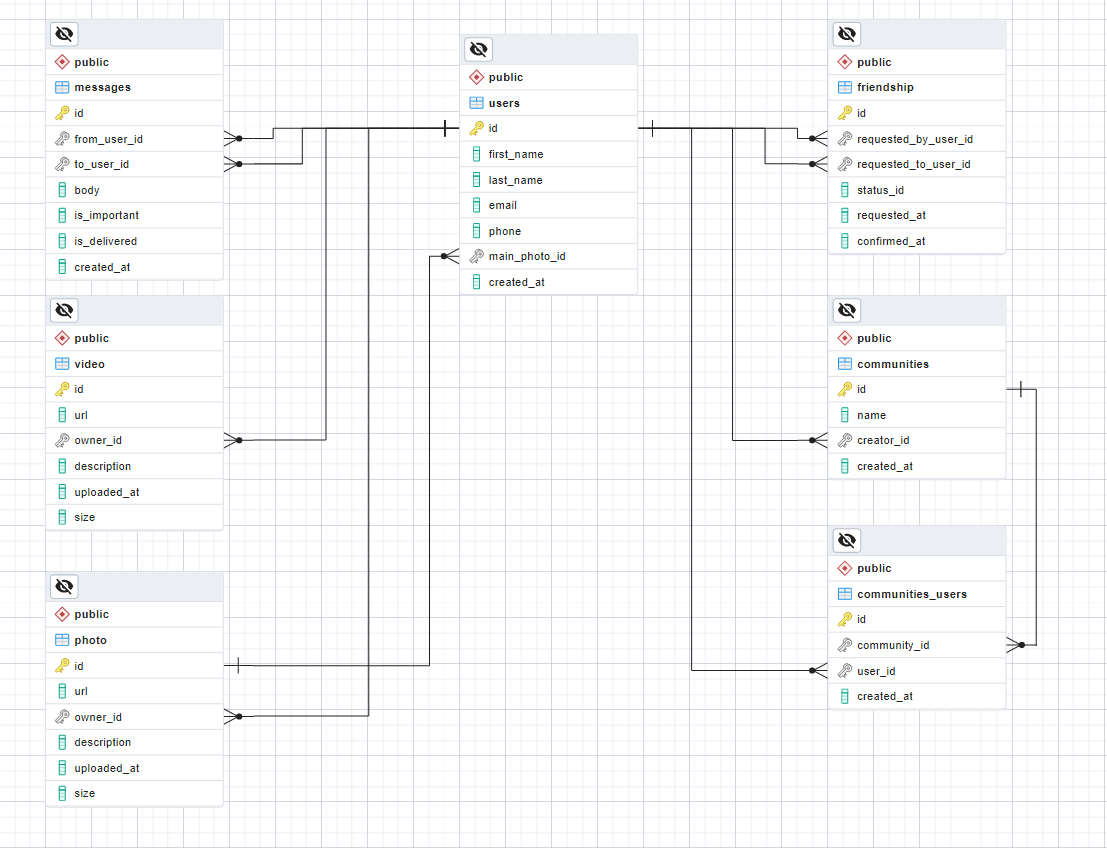 public
messages
id
from_user_id
to_user_id
body
is_important
is_delivered
created_at
public
video
id
url
owner_id
description
uploaded_at
size
public
photo
id
url
owner_id
description
uploaded_at
size
public
users
id
first_name
last_name
email
phone
main_photo_id
created_at
public
friendship
id
requested_by_user_id
requested_to_user_id
status_id
requested_at
confirmed_at
public
communities
id
name
creator_id
created_at
public
communities_users
id
community_id
user_id
created_at